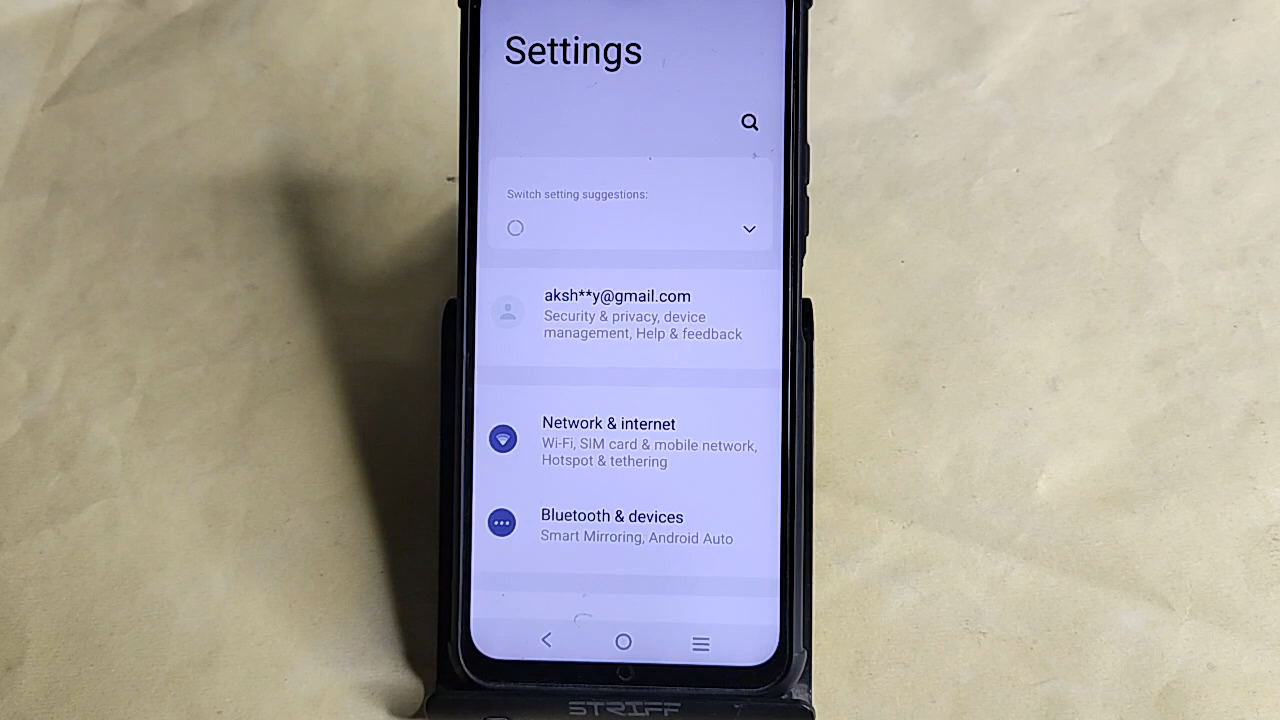 Settings
Switch setting suggestions:
aksh**y@gmail.com
Security & privacy, device
management, Help & feedback
Network & internet
Wi-Fi, SIM card & mobile network,
Hotspot & tethering
Bluetooth & devices
Smart Mirroring, Android Auto
STRIFF